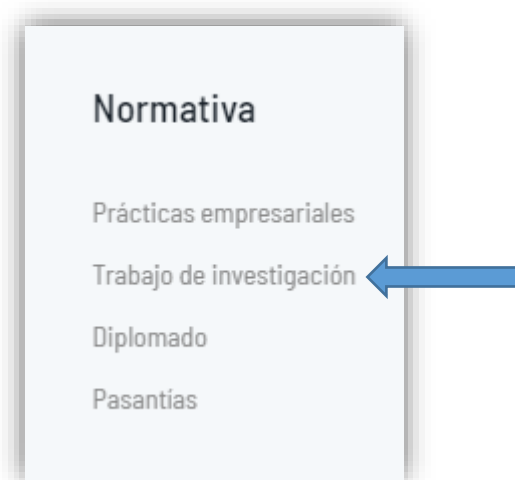 Normativa
Prácticas empresariales
Trabajo de investigación
Diplomado
Pasantías